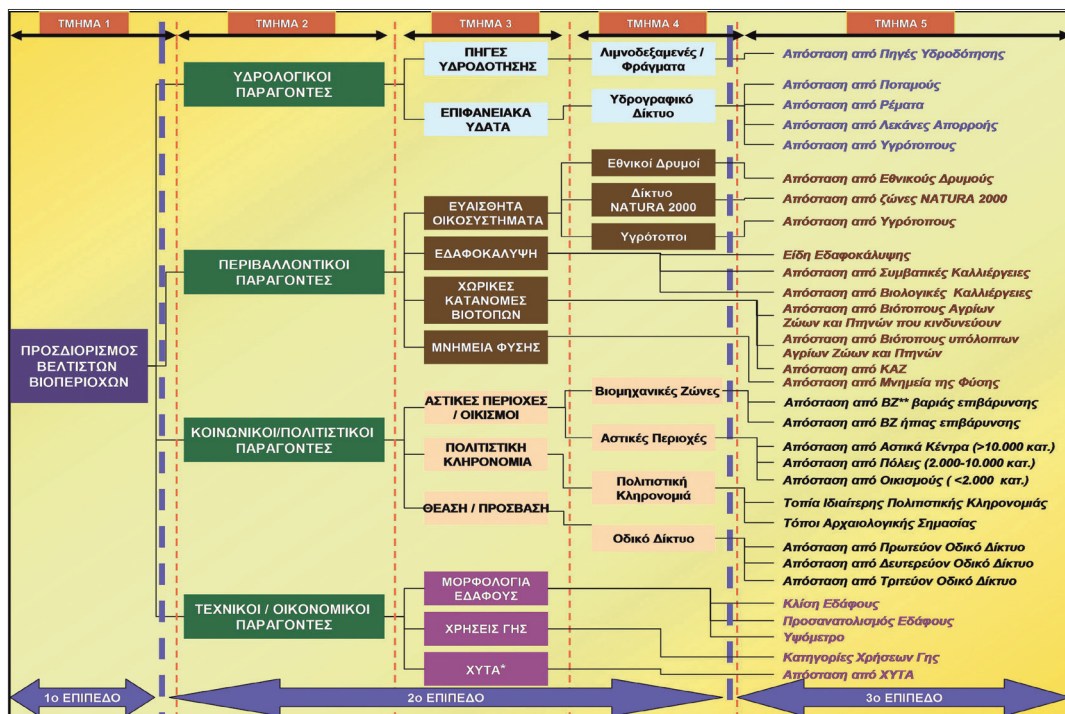 ΤΜΗΜΑ 1
ΤΜΗΜΑ 2
ΤΜΗΜΑ 3
ΤΜΗΜΑ 4
ΤΜΗΜΑ 5
ΠΡΟΣΔΙΟΡΙΣΜΟΣ
ΒΕΛΤΙΣΤΩΝ
ΒΙΟΠΕΡΙΟΧΩΝ
ΥΔΡΟΛΟΓΙΚΟΙ
ΠΑΡΑΓΟΝΤΕΣ
ΠΗΓΕΣ
ΥΔΡΟΔΟΤΗΣΗΣ
Λιμνοδεξαμενές /
Φράγματα
Απόσταση από Πηγές Υδροδότησης
ΕΠΙΦΑΝΕΙΑΚΑ
ΥΔΑΤΑ
Υδρογραφικό
Δίκτυο
Απόσταση από Ποταμούς
Απόσταση από Ρέματα
Απόσταση από Λεκάνες Απορροής
Απόσταση από Υγρότοπους
ΠΕΡΙΒΑΛΛΟΝΤΙΚΟΙ
ΠΑΡΑΓΟΝΤΕΣ
ΕΥΑΙΣΘΗΤΑ
ΟΙΚΟΣΥΣΤΗΜΑΤΑ
Εθνικοί Δρυμοί
Δίκτυο
NATURA 2000
Υγρότοποι
Απόσταση από Εθνικούς Δρυμούς
Απόσταση από ζώνες NATURA 2000
Απόσταση από Υγρότοπους
ΕΔΑΦΟΚΑΛΥΨΗ
Είδη Εδαφοκάλυψης
Απόσταση από Συμβατικές Καλλιέργειες
Απόσταση από Βιολογικές Καλλιέργειες
ΧΩΡΙΚΕΣ
ΚΑΤΑΝΟΜΕΣ
ΒΙΟΤΟΠΩΝ
Απόσταση από Βιότοπους Αγρίων
Ζώων και Πτηνών που κινδυνεύουν
Απόσταση από Βιότοπους υπόλοπτων
Αγρίων Ζώων και Πτηνών
Απόσταση από ΚΑΖ
ΜΝΗΜΕΙΑ ΦΥΣΗΣ
Απόσταση από Μνημεία της Φύσης
ΚΟΙΝΩΝΙΚΟΙ/ΠΟΛΙΤΙΣΤΙΚΟΙ
ΠΑΡΑΓΟΝΤΕΣ
ΑΣΤΙΚΕΣ ΠΕΡΙΟΧΕΣ
/ ΟΙΚΙΣΜΟΙ
Βιομηχανικές Ζώνες
Απόσταση από ΒΖ** βαριάς επιβάρυνσης
Απόσταση από ΒΖ ήπιας επιβάρυνσης
Αστικές Περιοχές
Απόσταση από Αστικά Κέντρα (>10.000 κατ.)
Απόσταση από Πόλεις (2.000-10.000 κατ.)
Απόσταση από Οικισμούς ( <2.000 κατ.)
ΠΟΛΙΤΙΣΤΙΚΗ
ΚΛΗΡΟΝΟΜΙΑ
Πολιτιστική
Κληρονομιά
Τοπία Ιδιαίτερης Πολιτιστικής Κληρονομιάς
Τόποι Αρχαιολογικής Σημασίας
ΘΕΑΣΗ / ΠΡΟΣΒΑΣΗ
Οδικό Δίκτυο
Απόσταση από Πρωτεύον Οδικό Δίκτυο
Απόσταση από Δευτερεύον Οδικό Δίκτυο
Απόσταση από Τριτεύον Οδικό Δίκτυο
ΤΕΧΝΙΚΟΙ / ΟΙΚΟΝΟΜΙΚΟΙ
ΠΑΡΑΓΟΝΤΕΣ
ΜΟΡΦΟΛΟΓΙΑ
ΕΔΑΦΟΥΣ
Κλίση Εδάφους
Προσανατολισμός Εδάφους
Υψόμετρο
ΧΡΗΣΕΙΣ ΓΗΣ
Κατηγορίες Χρήσεων Γης
ΧΥΤΑ*
Απόσταση από ΧΥΤΑ
1ο ΕΠΙΠΕΔΟ
2ο ΕΠΙΠΕΔΟ
3ο ΕΠΙΠΕΔΟ